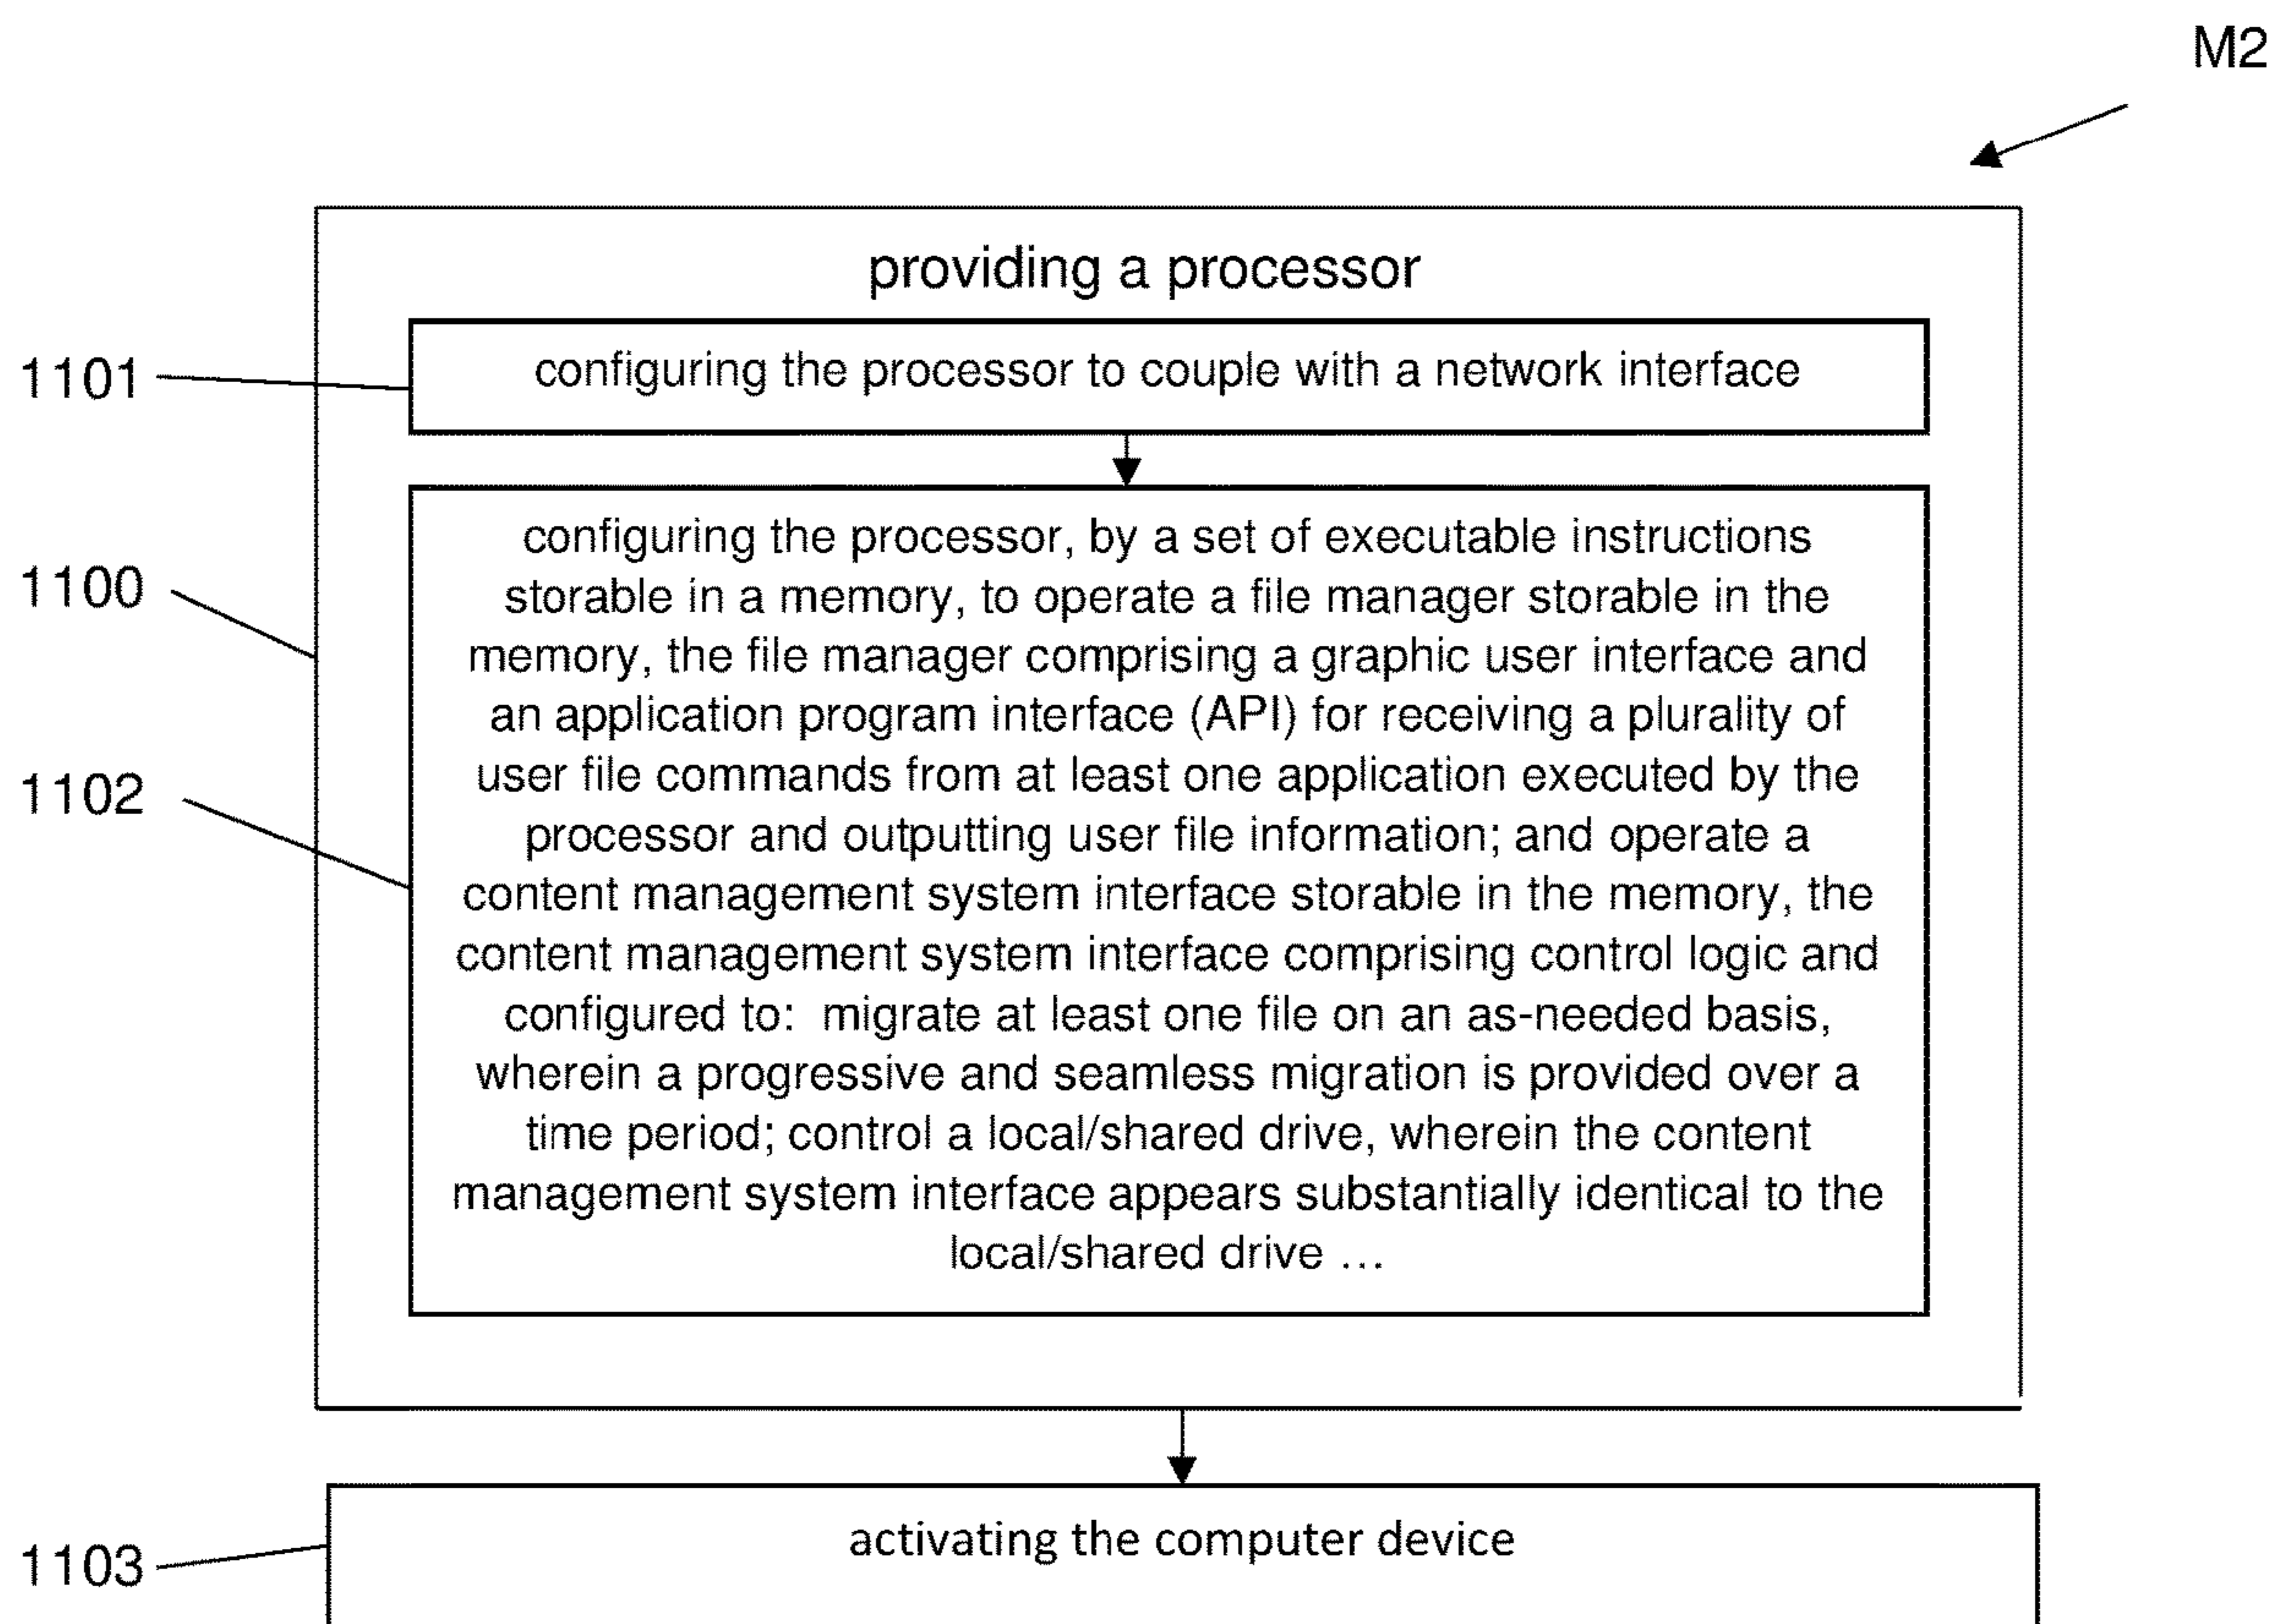 M2
providing a processor
1101
configuring the processor to couple with a network interface
1100
1102
configuring the processor, by a set of executable instructions
storable in a memory, to operate a file manager storable in the
memory, the file manager comprising a graphic user interface and
an application program interface (API) for receiving a plurality of
user file commands from at least one application executed by the
processor and outputting user file information; and operate a
content management system interface storable in the memory, the
content management system interface comprising control logic and
configured to: migrate at least one file on an as-needed basis,
wherein a progressive and seamless migration is provided over a
time period; control a local/shared drive, wherein the content
management system interface appears substantially identical to the
local/shared drive ...
1103
activating the computer device